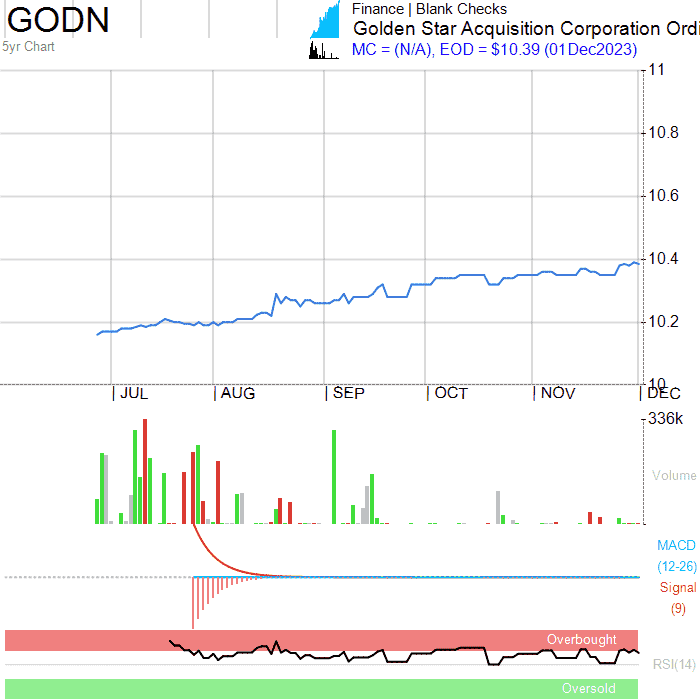 GODN
Finance | Blank Checks
Golden Star Acquisition Corporation Ordi
5yr Chart
MC = (N/A), EOD = $10.39 (01Dec2023)
11
10.8
10.6
10.4
10.2
10
| JUL | AUG | SEP | OCT | NOV | DEC
336k
Volume
MACD
(12-26)
Signal
(9)
Overbought
RSI(14)
Oversold